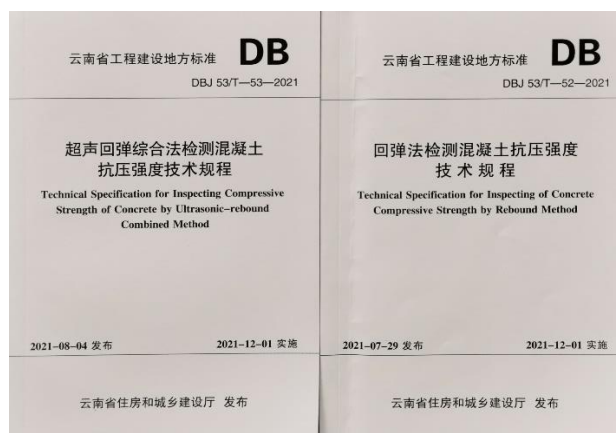 云南省工程建设地方标准 DB
DBJ 53/T—53—2021
超声回弹综合法检测混凝土
抗压强度技术规程
Technical Specification for Inspecting Compressive
Strength of Concrete by Ultrasonic-rebound
Combined Method
2021-08-04 发布 2021-12-01 实施
云南省住房和城乡建设厅 发布
云南省工程建设地方标准 DB
DBJ 53/T—52—2021
回弹法检测混凝土抗压强度
技术规程
Technical Specification for Inspecting of Concrete
Compressive Strength by Rebound Method
2021-07-29 发布 2021-12-01 实施
云南省住房和城乡建设厅 发布